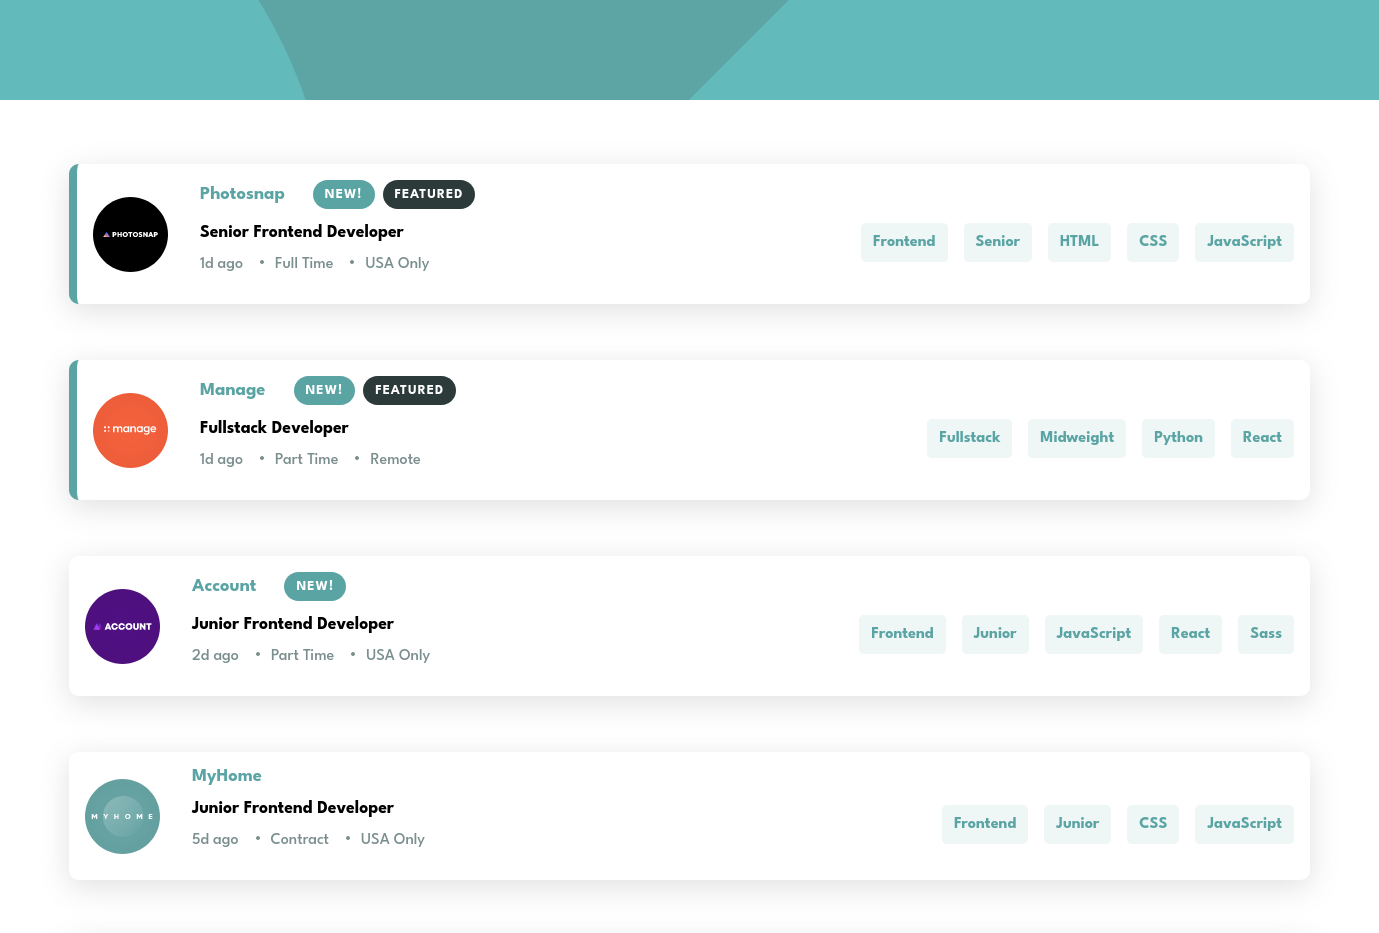 PHOTOSNAP
Photosnap NEW! FEATURED
Senior Frontend Developer
1d ago • Full Time • USA Only
Frontend Senior HTML CSS JavaScript
manage
Manage NEW! FEATURED
Fullstack Developer
1d ago • Part Time • Remote
Fullstack Midweight Python React
ACCOUNT
Account NEW!
Junior Frontend Developer
2d ago • Part Time • USA Only
Frontend Junior JavaScript React Sass
MYHOME
MyHome
Junior Frontend Developer
5d ago • Contract • USA Only
Frontend Junior CSS JavaScript